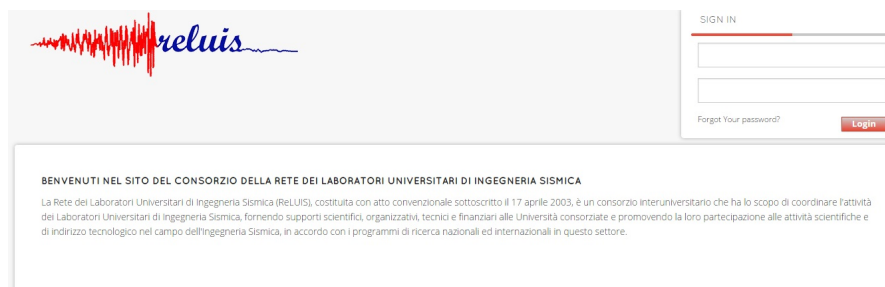 SIGN IN
reluis
Forgot Your password?
Login
BENVENUTI NEL SITO DEL CONSORZIO DELLA RETE DEI LABORATORI UNIVERSITARI DI INGEGNERIA SISMICA
La Rete dei Laboratori Universitari di Ingegneria Sismica (ReLUIS), costituita con atto convenzionale sottoscritto il 17 aprile 2003, è un consorzio interuniversitario che ha lo scopo di coordinare l'attività
dei Laboratori Universitari di Ingegneria Sismica, fornendo supporti scientifici, organizzativi, tecnici e finanziari alle Università consorziate e promovendo la loro partecipazione alle attività scientifiche e
di indirizzo tecnologico nel campo dell'Ingegneria Sismica, in accordo con i programmi di ricerca nazionali ed internazionali in questo settore.